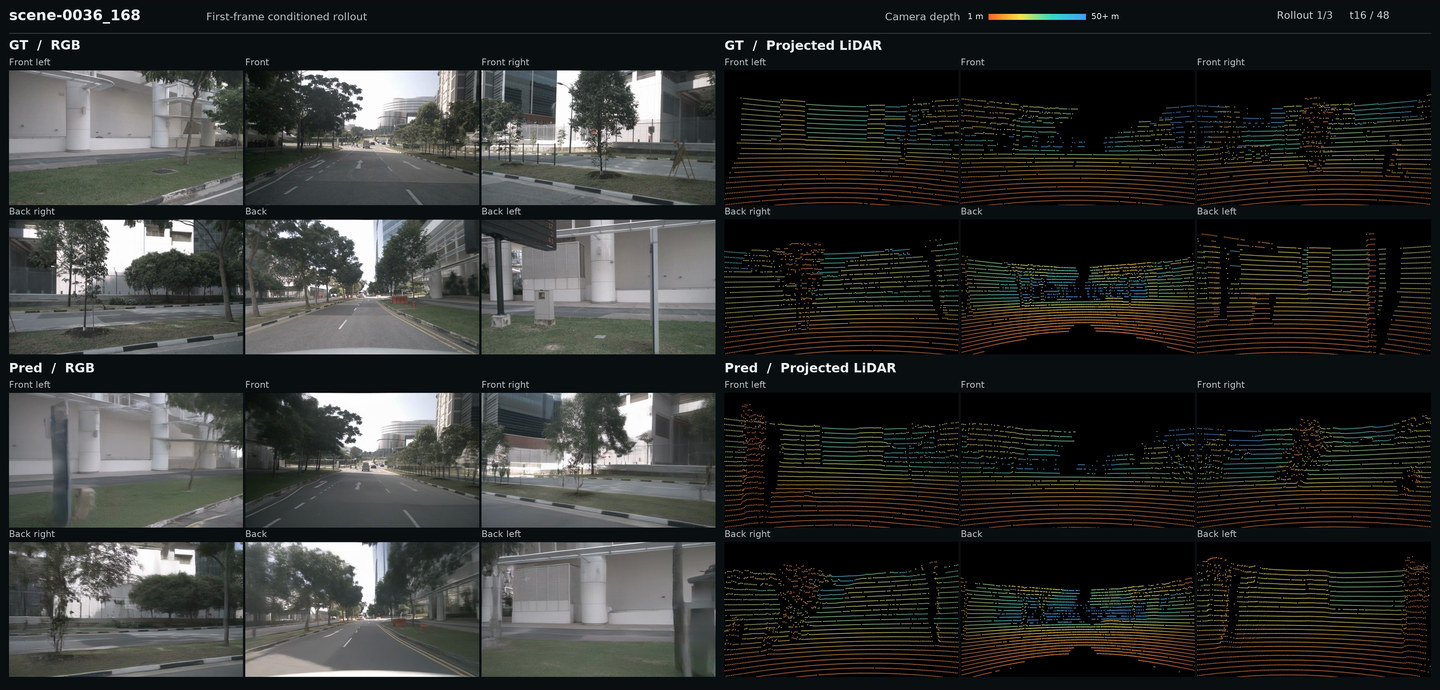 scene-0036_168 First-frame conditioned rollout Camera depth 1 m 50+ m Rollout 1/3 t16 / 48
GT / RGB GT / Projected LiDAR
Front left Front Front right Front left Front Front right
Back right Back Back left Back right Back Back left
Pred / RGB Pred / Projected LiDAR
Front left Front Front right Front left Front Front right
Back right Back Back left Back right Back Back left